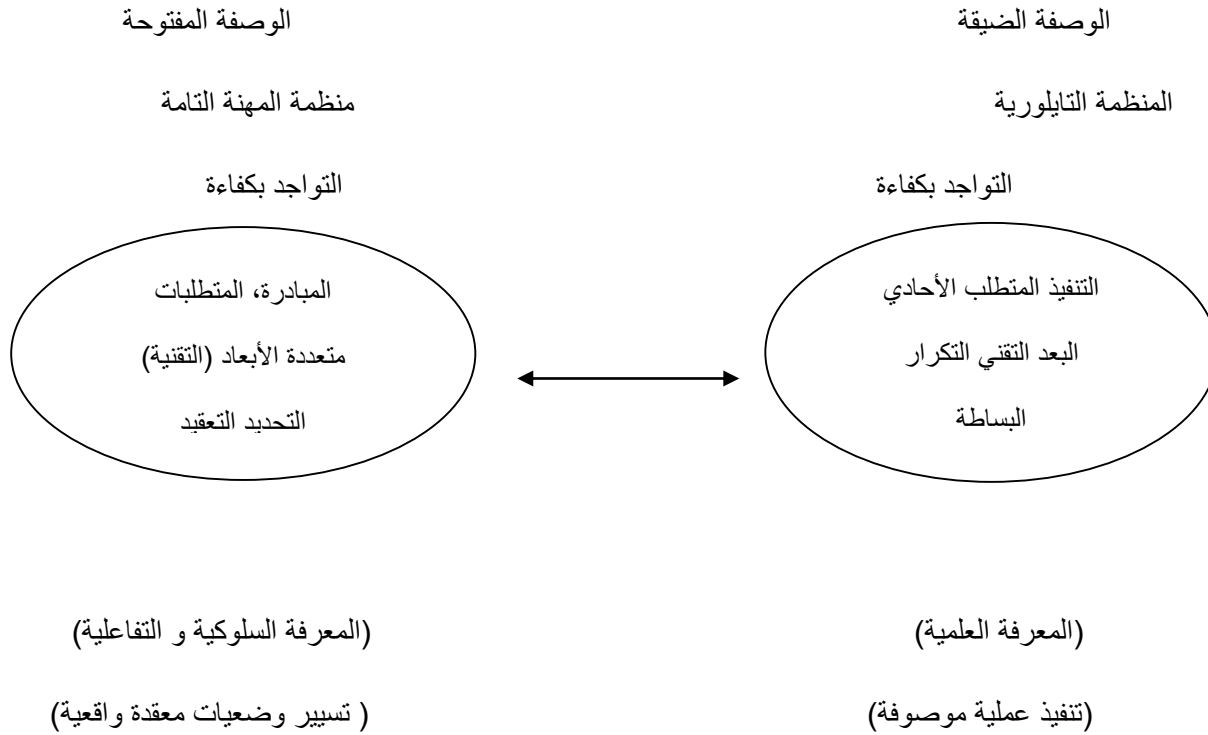 الوصفة الضيقة
المنظمة التايلورية
التواجد بكفاءة
التنفيذ المتطلب الأحادي
البعد التقني التكرار
البساطة
(المعرفة العلمية)
(تنفيذ عملية موصوفة)
الوصفة المفتوحة
منظمة المهنة التامة
التواجد بكفاءة
المبادرة، المتطلبات
متعددة الأبعاد (التقنية)
التحديد التعقيد
(المعرفة السلوكية و التفاعلية)
( تسيير وضعيات معقدة واقعية)